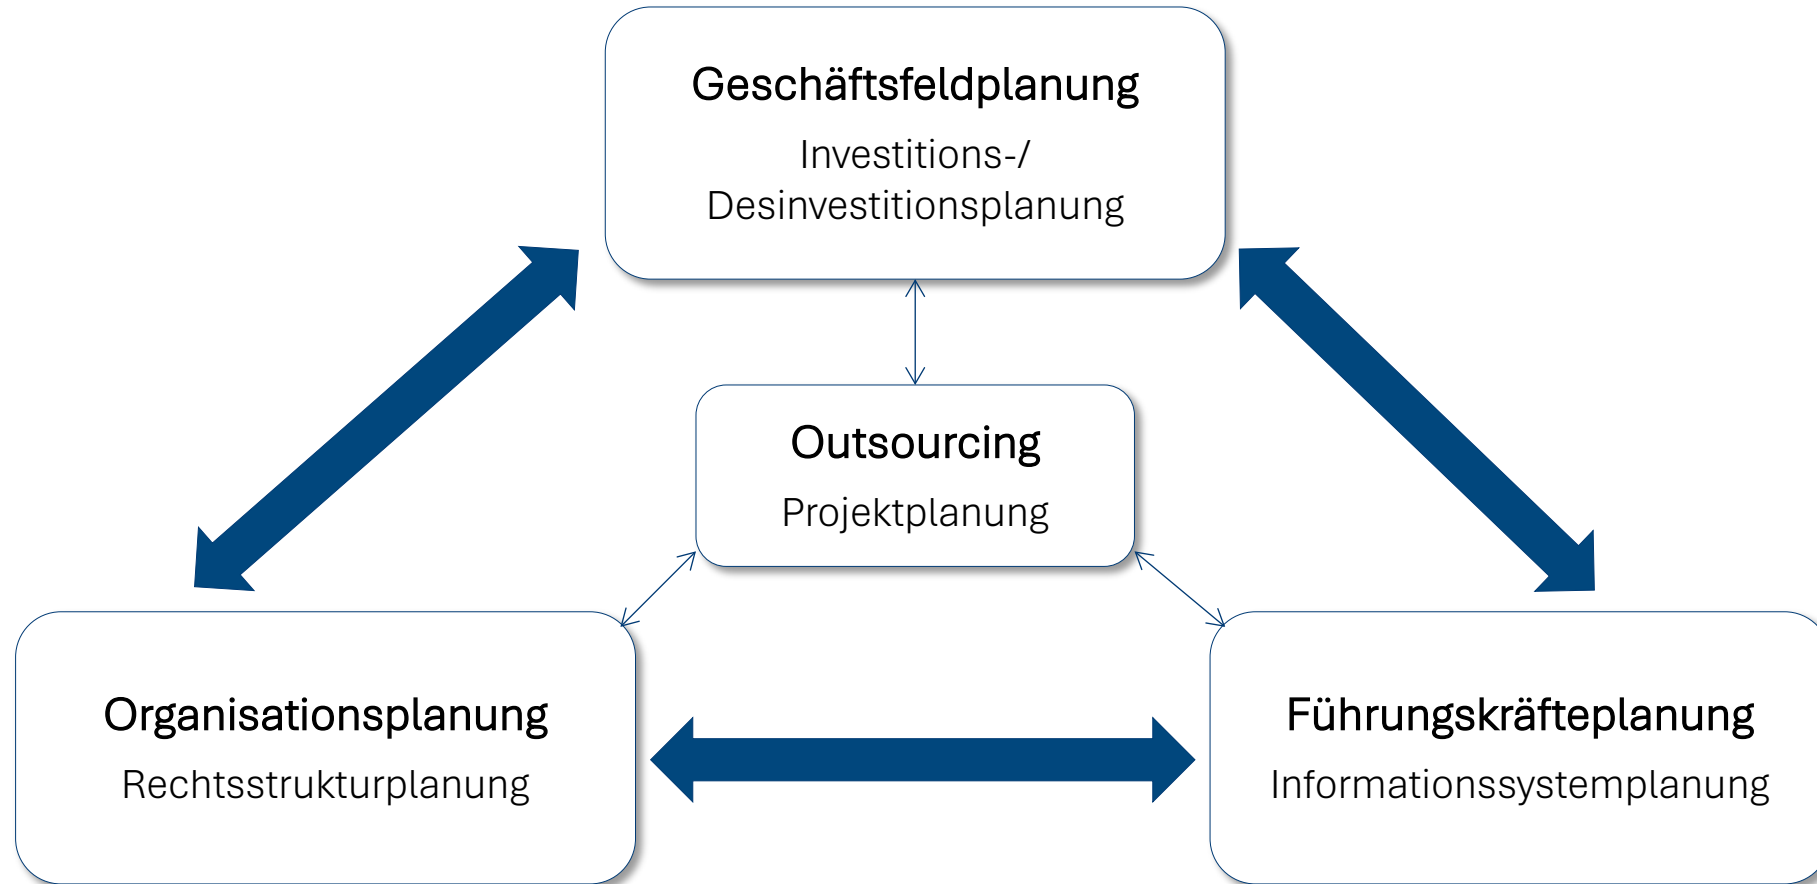 Geschäftsfeldplanung
Investitions-/
Desinvestitionsplanung
Outsourcing
Projektplanung
Organisationsplanung
Rechtsstrukturplanung
Führungskräfteplanung
Informationssystemplanung